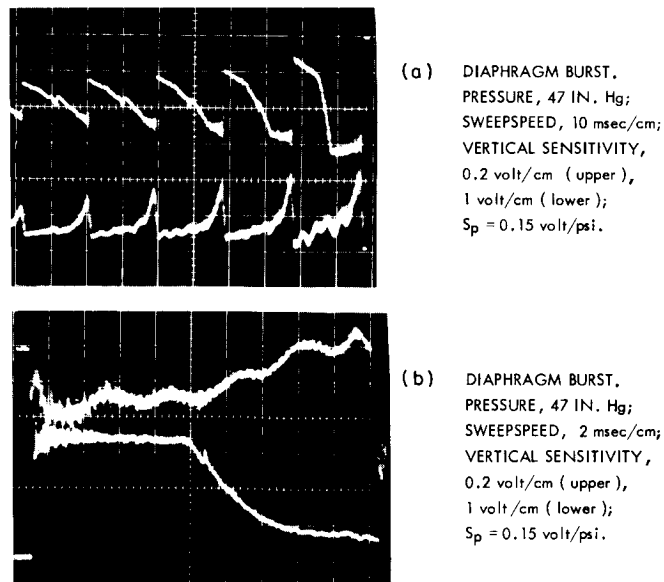 (a) DIAPHRAGM BURST.
PRESSURE, 47 IN. Hg;
SWEEPSPEED, 10 msec/cm;
VERTICAL SENSITIVITY,
0.2 volt/cm (upper),
1 volt/cm (lower);
Sp = 0.15 volt/psi.
(b) DIAPHRAGM BURST.
PRESSURE, 47 IN. Hg;
SWEEPSPEED, 2 msec/cm;
VERTICAL SENSITIVITY,
0.2 volt/cm (upper),
1 volt/cm (lower);
Sp = 0.15 volt/psi.